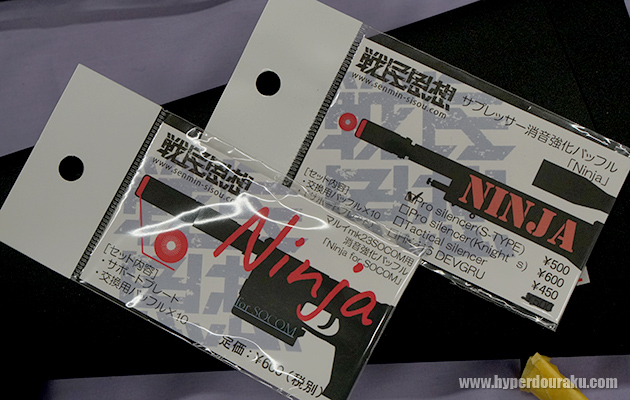 戦民思想
www.senmin-sisou.com
サプレッサー消音強化バッフル
「Ninja」
NINJA
[セット内容]
・交換用バッフル×10
Pro silencer(S-TYPE) ¥500
□Pro silencer(Knight's) ¥600
□Tactical silencer ¥450
DEVGRU
戦民思想
www.senmin-sisou.com
Ninja
for SOCOM
マルイmk23SOCOM用
消音強化バッフル
「Ninja for SOCOM」
[セット内容]
・サポートプレート
・交換用バッフル×10
定価：¥600(税別)
www.hyperdouraku.com